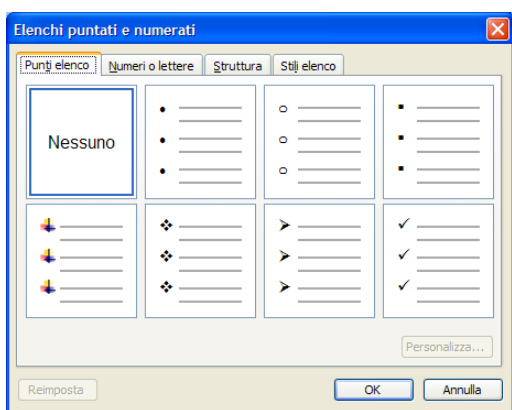 Elenchi puntati e numerati
Punti elenco Numeri o lettere Struttura Stili elenco
Nessuno
Personalizza...
Reimposta OK Annulla